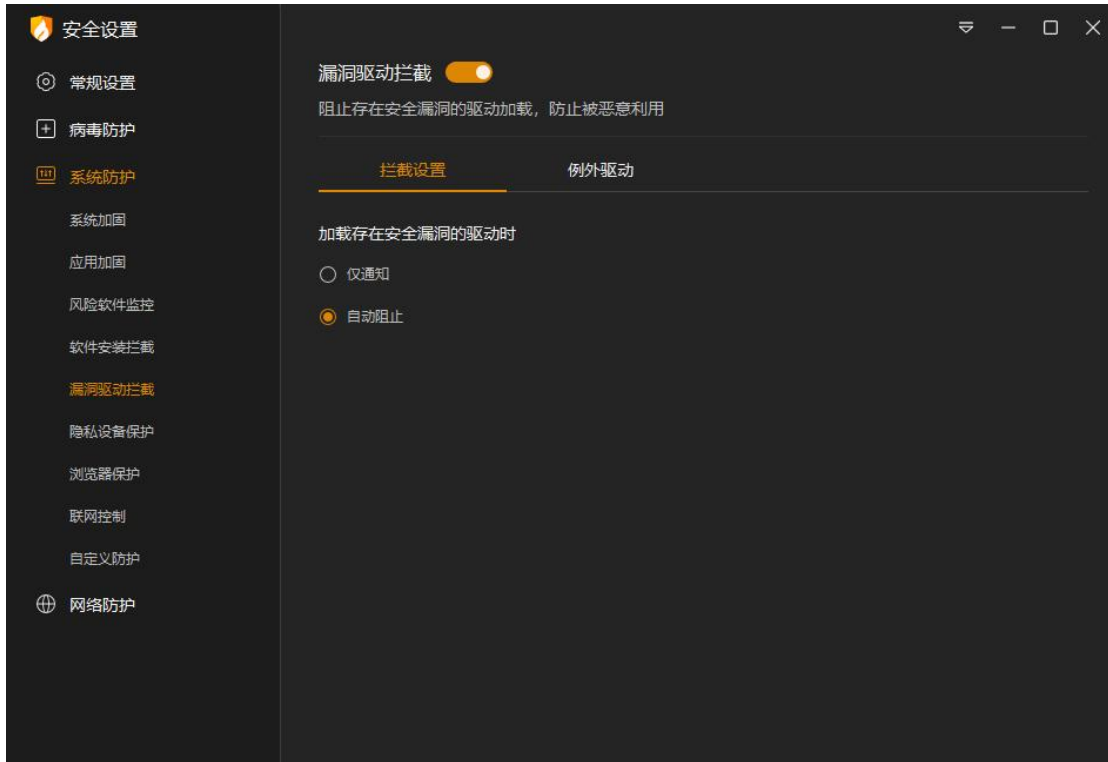 安全设置
常规设置
病毒防护
系统防护
系统加固
应用加固
风险软件监控
软件安装拦截
漏洞驱动拦截
隐私设备保护
浏览器保护
联网控制
自定义防护
网络防护
漏洞驱动拦截
阻止存在安全漏洞的驱动加载，防止被恶意利用
拦截设置 例外驱动
加载存在安全漏洞的驱动时
仅通知
自动阻止